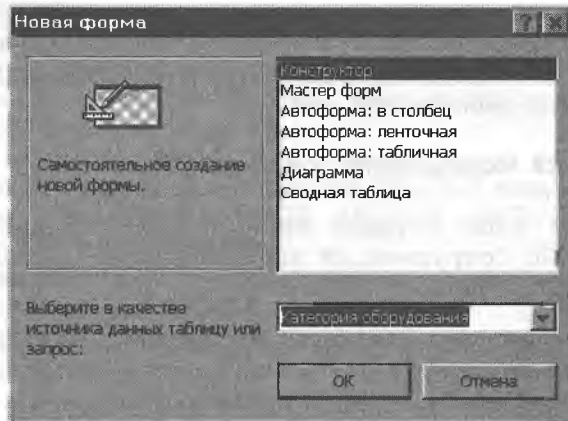 Новая форма
Самостоятельное создание
новой формы.
Конструктор
Мастер форм
Автоформа: в столбец
Автоформа: ленточная
Автоформа: табличная
Диаграмма
Сводная таблица
Выберите в качестве
источника данных таблицу или
запрос:
Категория оборудования
ОК
Отмена